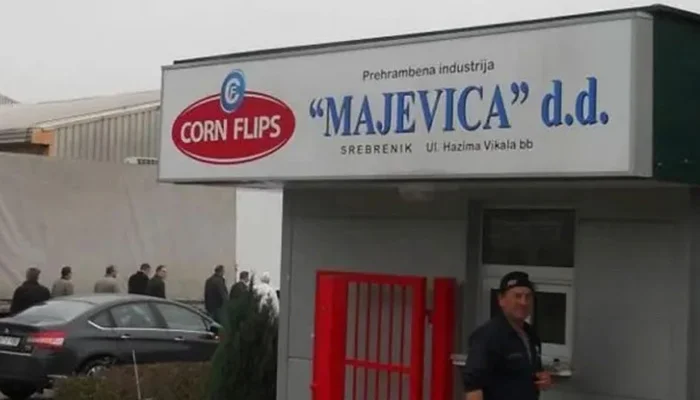 Prehrambena industrija
CORN FLIPS
"MAJEVICA" d.d.
SREBRENIK Ul. Hazima Vikala bb